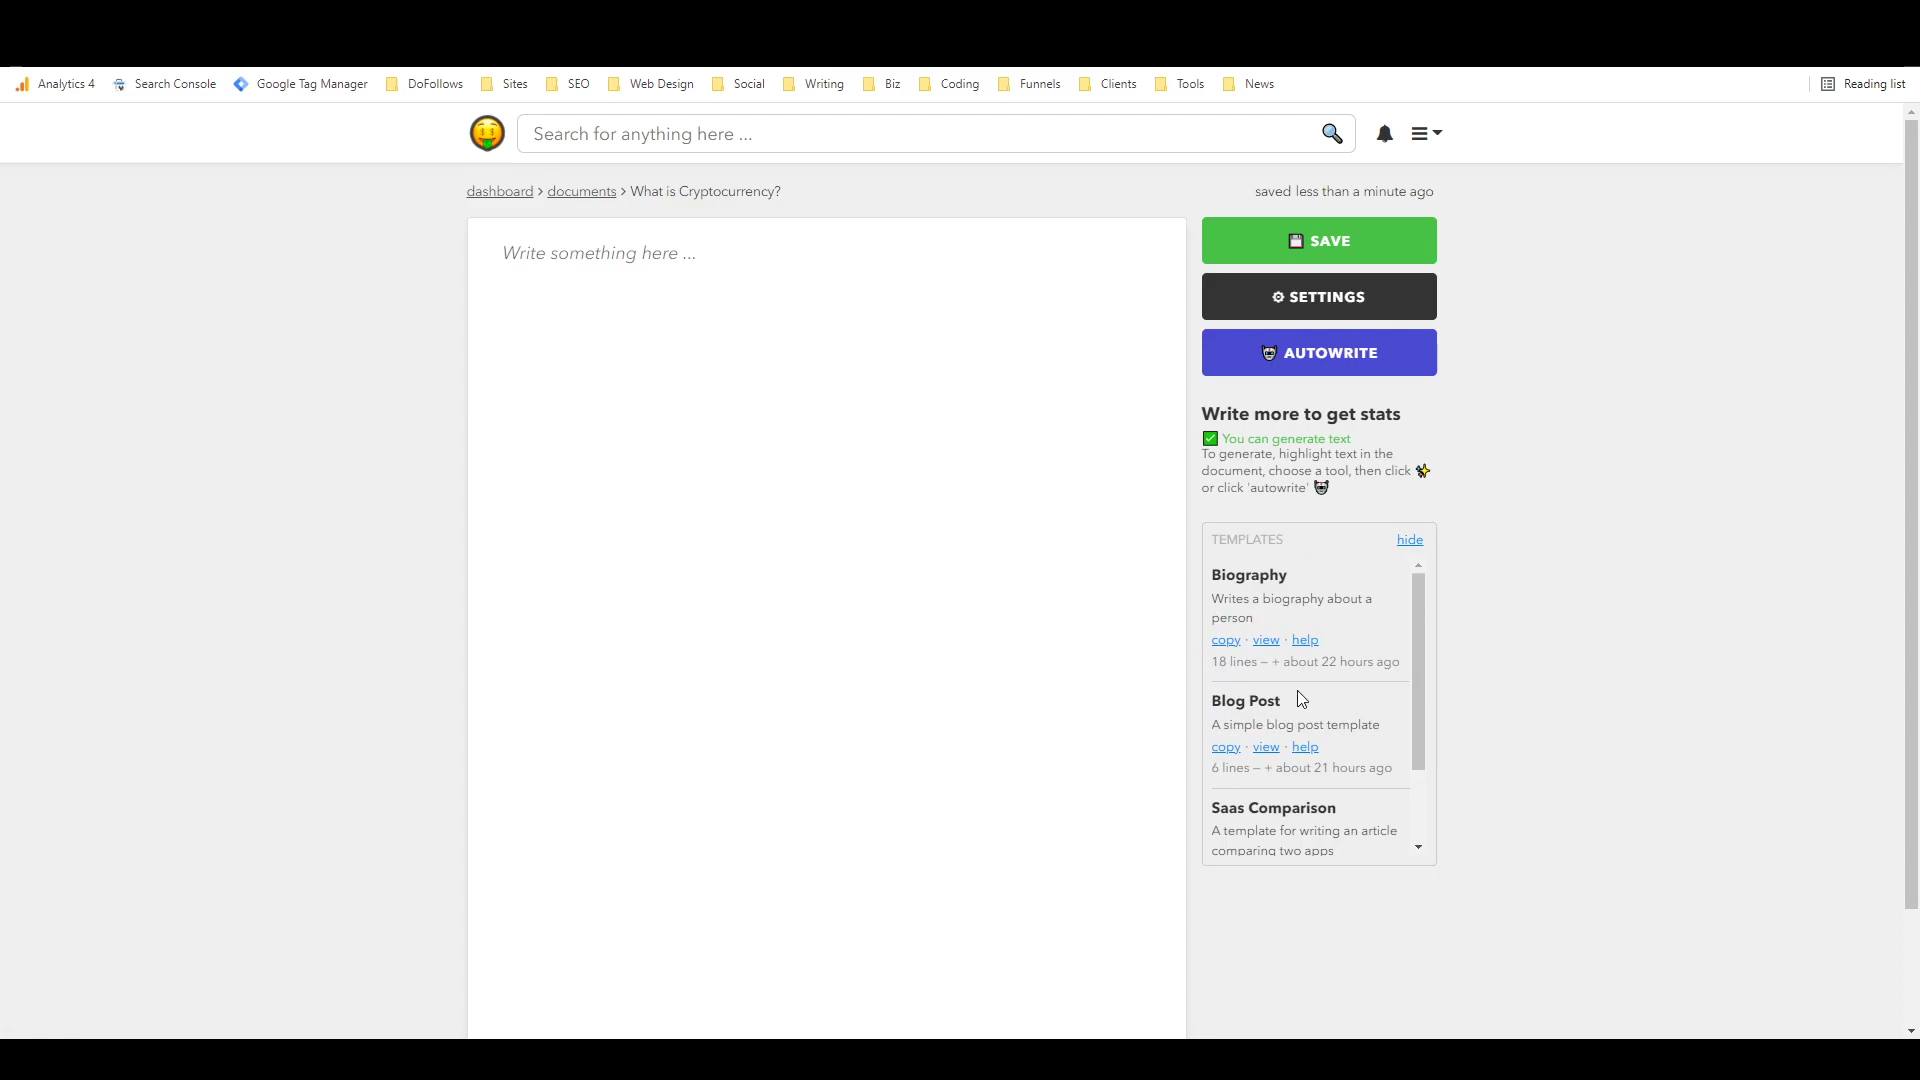 Analytics 4 Search Console Google Tag Manager DoFollows Sites SEO Web Design Social Writing Biz Coding Funnels Clients Tools News Reading list
Search for anything here ...
dashboard > documents > What is Cryptocurrency?
saved less than a minute ago
Write something here ...
SAVE
SETTINGS
AUTOWRITE
Write more to get stats
You can generate text
To generate, highlight text in the
document, choose a tool, then click
or click 'autowrite'
TEMPLATES hide
Biography
Writes a biography about a
person
copy · view · help
18 lines – + about 22 hours ago
Blog Post
A simple blog post template
copy · view · help
6 lines – + about 21 hours ago
Saas Comparison
A template for writing an article
comparing two apps